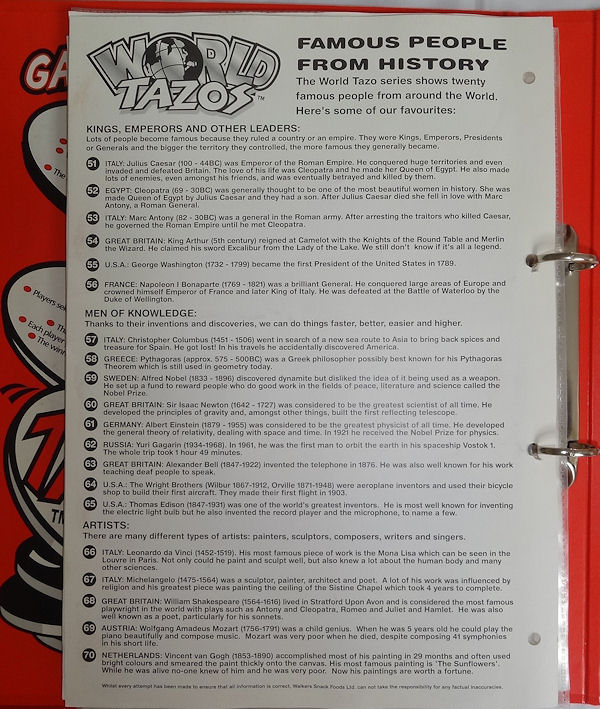 WORLD
TAZOS™
FAMOUS PEOPLE
FROM HISTORY
The World Tazo series shows twenty
famous people from around the World.
Here's some of our favourites:
KINGS, EMPERORS AND OTHER LEADERS:
Lots of people become famous because they ruled a country or an empire. They were Kings, Emperors, Presidents
or Generals and the bigger the territory they controlled, the more famous they generally became.
51 ITALY: Julius Caesar (100 - 44BC) was Emperor of the Roman Empire. He conquered huge territories and even
invaded and defeated Britain. The love of his life was Cleopatra and he made her Queen of Egypt. He also made
lots of enemies, even amongst his friends, and was eventually betrayed and killed by them.
52 EGYPT: Cleopatra (69 - 30BC) was generally thought to be one of the most beautiful women in history. She was
made Queen of Egypt by Julius Caesar and they had a son. After Julius Caesar died she fell in love with Marc
Antony, a Roman General.
53 ITALY: Marc Antony (82 - 30BC) was a general in the Roman army. After arresting the traitors who killed Caesar,
he governed the Roman Empire until he met Cleopatra.
54 GREAT BRITAIN: King Arthur (5th century) reigned at Camelot with the Knights of the Round Table and Merlin
the Wizard. He claimed his sword Excalibur from the Lady of the Lake. We still don't know if it's all a legend.
55 U.S.A.: George Washington (1732 - 1799) became the first President of the United States in 1789.
56 FRANCE: Napoleon I Bonaparte (1769 - 1821) was a brilliant General. He conquered large areas of Europe and
crowned himself Emperor of France and later King of Italy. He was defeated at the Battle of Waterloo by the
Duke of Wellington.
MEN OF KNOWLEDGE:
Thanks to their inventions and discoveries, we can do things faster, better, easier and higher.
57 ITALY: Christopher Columbus (1451 - 1506) went in search of a new sea route to Asia to bring back spices and
treasure for Spain. He got lost! In his travels he accidentally discovered America.
58 GREECE: Pythagoras (approx. 575 - 500BC) was a Greek philosopher possibly best known for his Pythagoras
Theorem which is still used in geometry today.
59 SWEDEN: Alfred Nobel (1833 - 1896) discovered dynamite but disliked the idea of it being used as a weapon.
He set up a fund to reward people who do good work in the fields of peace, literature and science called the
Nobel Prize.
60 GREAT BRITAIN: Sir Isaac Newton (1642 - 1727) was considered to be the greatest scientist of all time. He
developed the principles of gravity and, amongst other things, built the first reflecting telescope.
61 GERMANY: Albert Einstein (1879 - 1955) was considered to be the greatest physicist of all time. He developed
the general theory of relativity, dealing with space and time. In 1921 he received the Nobel Prize for physics.
62 RUSSIA: Yuri Gagarin (1934-1968). In 1961, he was the first man to orbit the earth in his spaceship Vostok 1.
The whole trip took 1 hour 49 minutes.
63 GREAT BRITAIN: Alexander Bell (1847-1922) invented the telephone in 1876. He was also well known for his work
teaching deaf people to speak.
64 U.S.A.: The Wright Brothers (Wilbur 1867-1912, Orville 1871-1948) were aeroplane inventors and used their bicycle
shop to build their first aircraft. They made their first flight in 1903.
65 U.S.A.: Thomas Edison (1847-1931) was one of the world's greatest inventors. He is most well known for inventing
the electric light bulb but he also invented the record player and the microphone, to name a few.
ARTISTS:
There are many different types of artists: painters, sculptors, composers, writers and singers.
66 ITALY: Leonardo da Vinci (1452-1519). His most famous piece of work is the Mona Lisa which can be seen in the
Louvre in Paris. Not only could he paint and sculpt well, but also knew a lot about the human body and many
other sciences.
67 ITALY: Michelangelo (1475-1564) was a sculptor, painter, architect and poet. A lot of his work was influenced by
religion and his greatest piece was painting the ceiling of the Sistine Chapel which took 4 years to complete.
68 GREAT BRITAIN: William Shakespeare (1564-1616) lived in Stratford Upon Avon and is considered the most famous
playwright in the world with plays such as Antony and Cleopatra, Romeo and Juliet and Hamlet. He was also
well known as a poet, particularly for his sonnets.
69 AUSTRIA: Wolfgang Amadeus Mozart (1756-1791) was a child genius. When he was 5 years old he could play the
piano beautifully and compose music. Mozart was very poor when he died, despite composing 41 symphonies
in his short life.
70 NETHERLANDS: Vincent van Gogh (1853-1890) accomplished most of his painting in 29 months and often used
bright colours and smeared the paint thickly onto the canvas. His most famous painting is 'The Sunflowers'.
While he was alive no-one knew of him and he was very poor. Now his paintings are worth a fortune.
Whilst every attempt has been made to ensure that all information is correct, Walkers Snack Foods Ltd. can not take the responsibility for any factual inaccuracies.
GA
Players
Each player